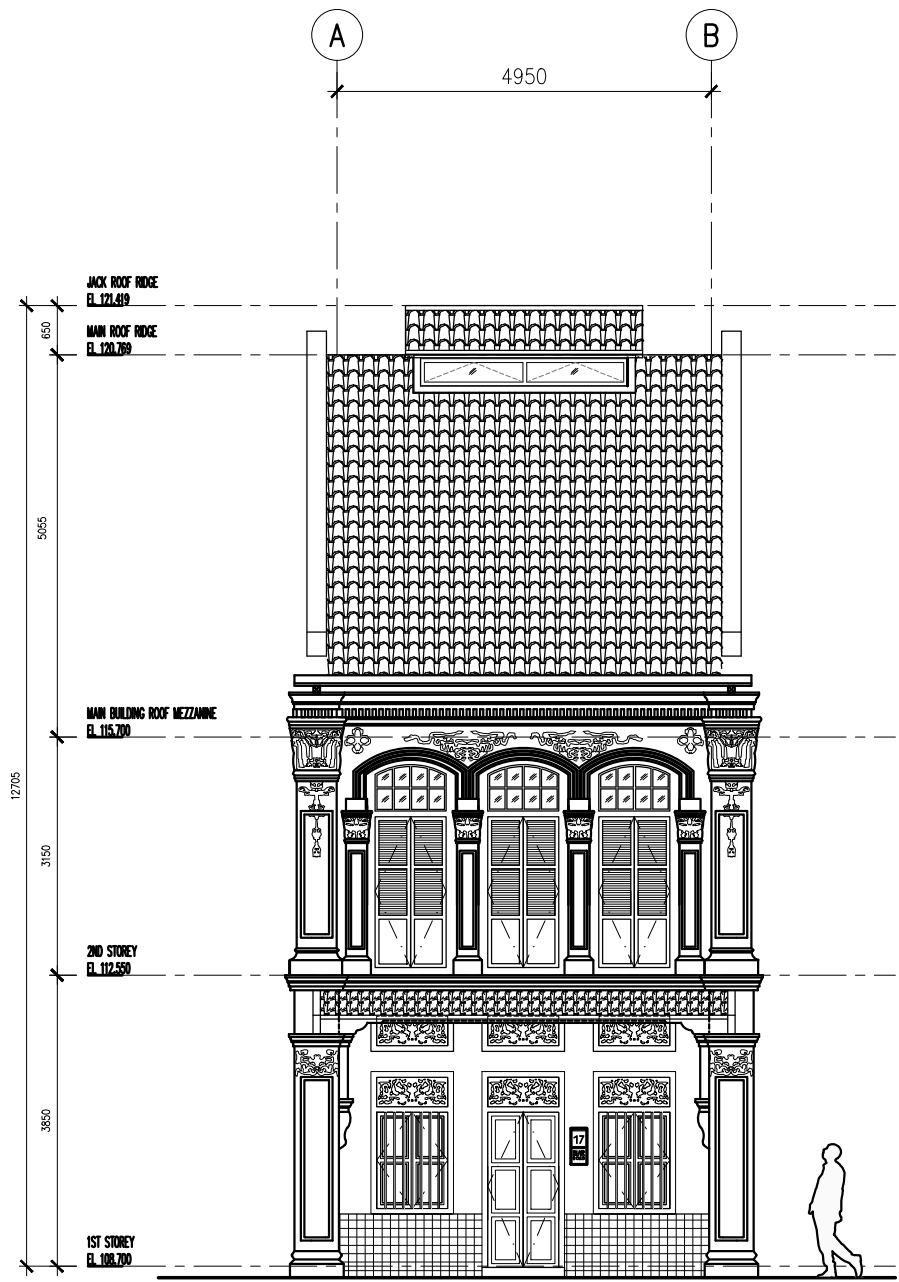 A
B
4950
JACK ROOF RIDGE
EL 121.419
650
MAIN ROOF RIDGE
EL 120.769
5055
MAIN BUILDING ROOF MEZZANINE
EL 115.700
12705
3150
2ND STOREY
EL 112.550
3850
17
1ST STOREY
EL 108.700